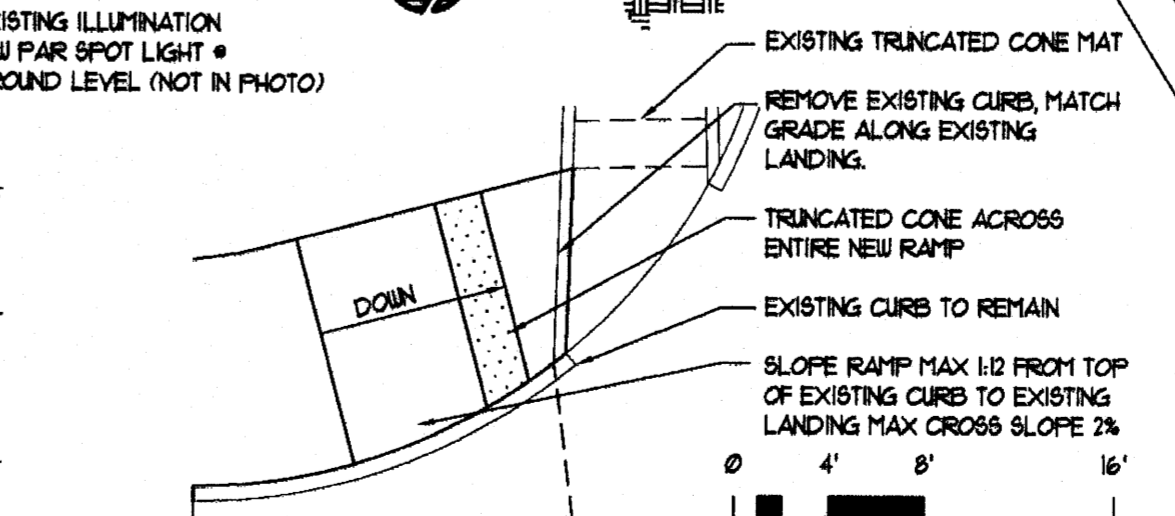 ISTING ILLUMINATION
W PAR SPOT LIGHT @
ROUND LEVEL (NOT IN PHOTO)
EXISTING TRUNCATED CONE MAT
REMOVE EXISTING CURB, MATCH
GRADE ALONG EXISTING
LANDING.
TRUNCATED CONE ACROSS
ENTIRE NEW RAMP
DOWN
EXISTING CURB TO REMAIN
SLOPE RAMP MAX 1:12 FROM TOP
OF EXISTING CURB TO EXISTING
LANDING MAX CROSS SLOPE 2%
0 4' 8' 16'